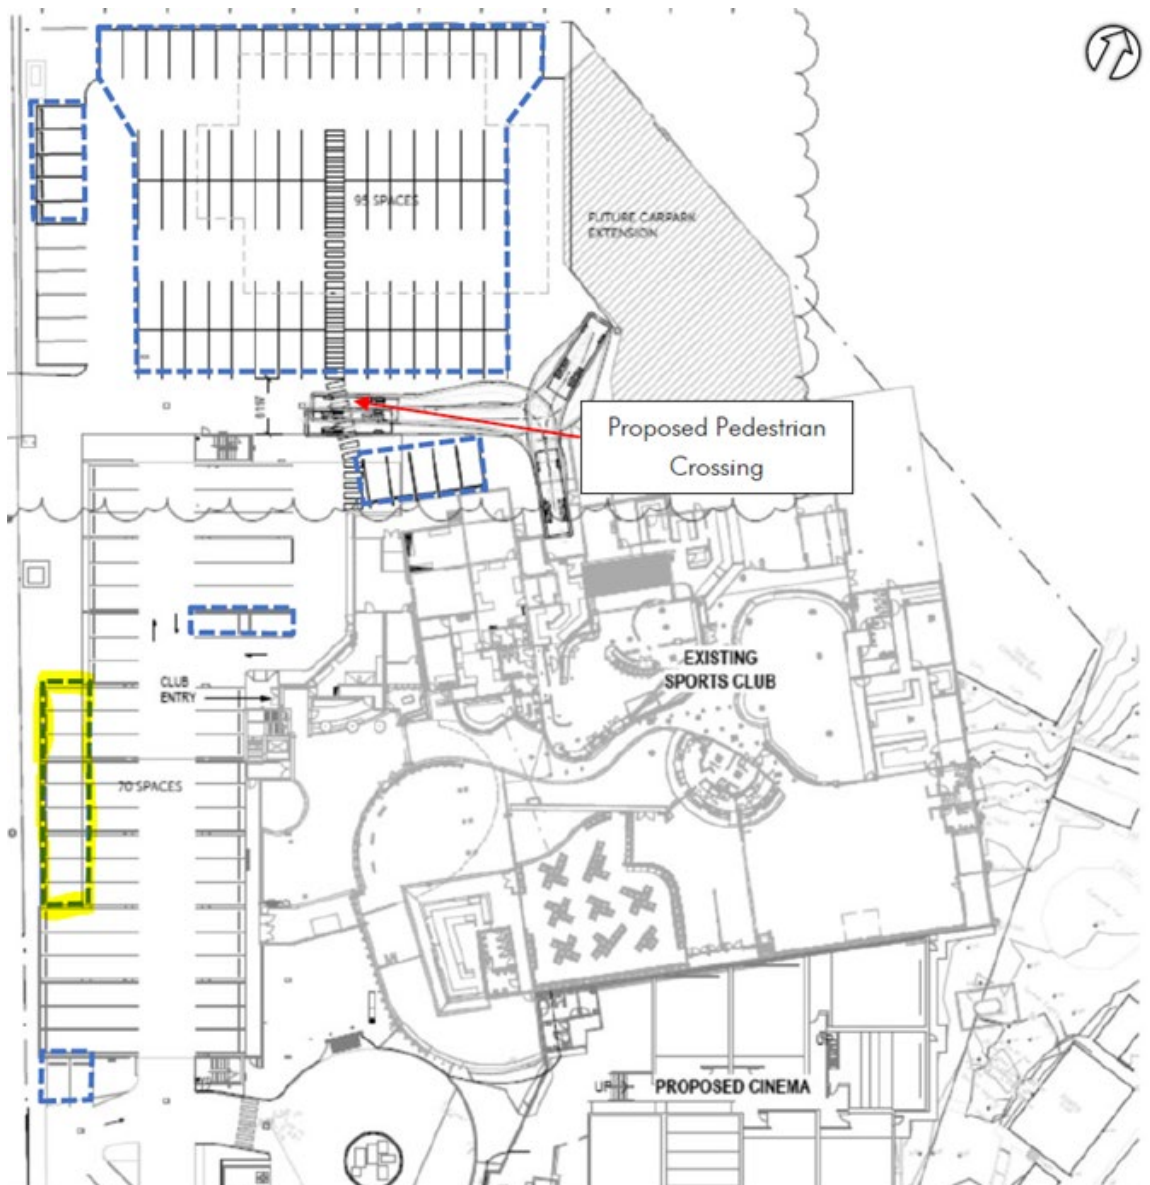 95 SPACES
FUTURE CARPARK
EXTENSION
Proposed Pedestrian
Crossing
CLUB
ENTRY
EXISTING
SPORTS CLUB
70 SPACES
UP
PROPOSED CINEMA